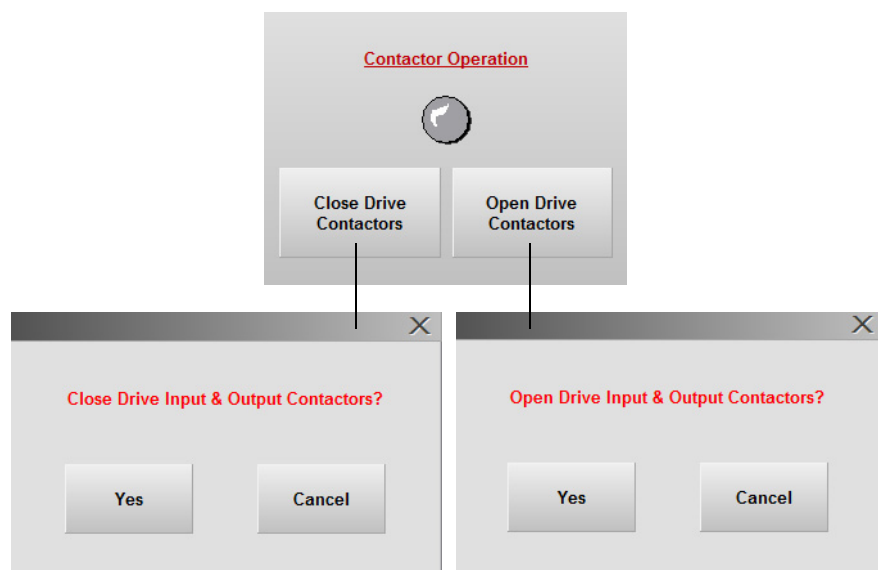 Contactor Operation
Close Drive
Contactors
Open Drive
Contactors
Close Drive Input & Output Contactors?
Yes
Cancel
Open Drive Input & Output Contactors?
Yes
Cancel